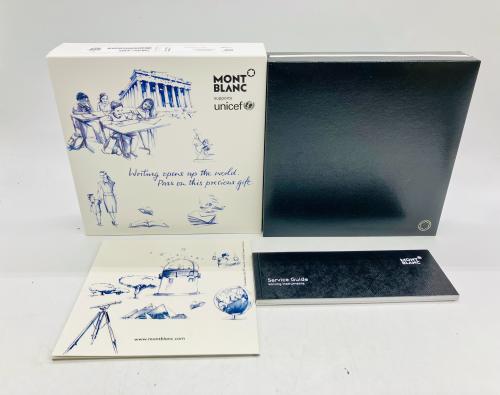 MONT
BLANC
supports
unicef
Writing opens up the world.
Pass on this precious gift.
www.montblanc.com
MONT
BLANC
Service Guide
Writing Instruments